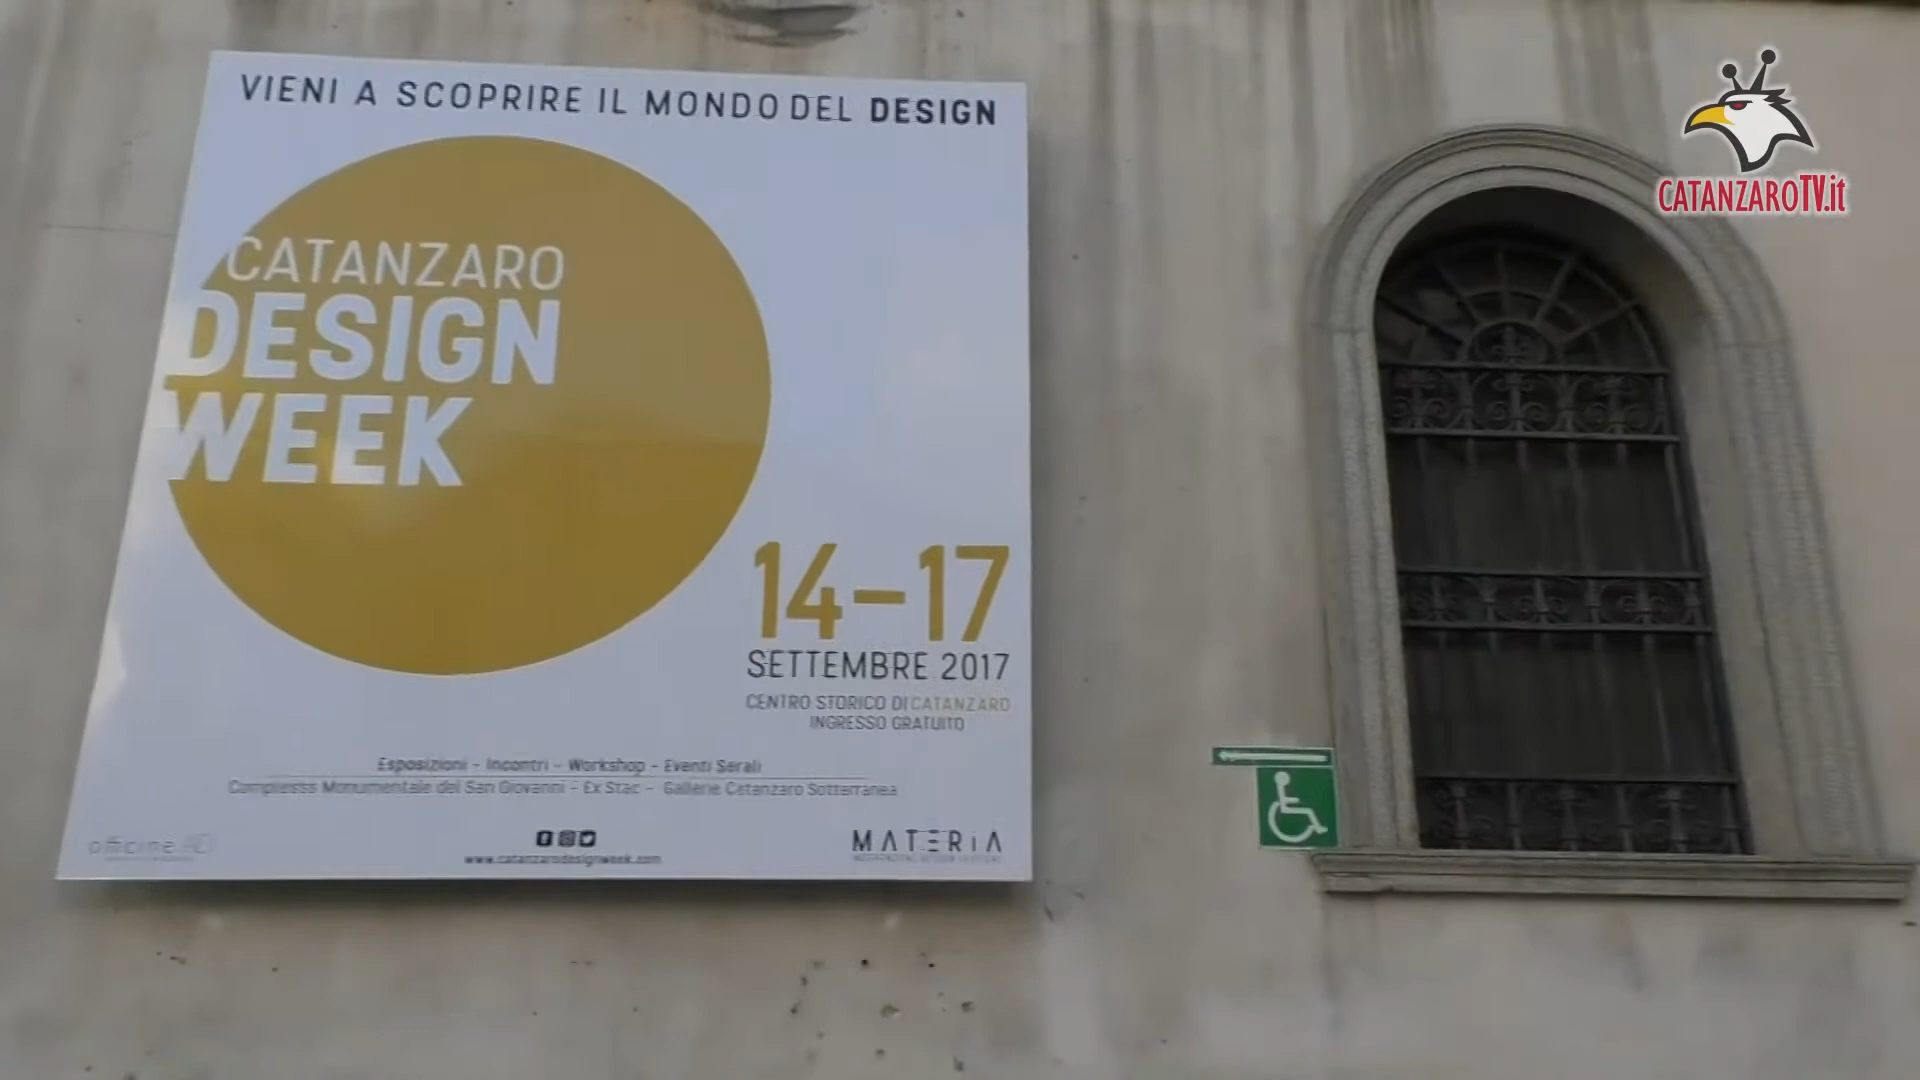 VIENI A SCOPRIRE IL MONDO DEL DESIGN
CATANZARO
DESIGN
WEEK
14-17
SETTEMBRE 2017
CENTRO STORICO DI CATANZARO
INGRESSO GRATUITO
Esposizioni - Incontri - Workshop - Eventi Serali
Complesso Monumentale del San Giovanni - Ex Stac - Gallerie Catanzaro Sotterranea
officine AD
www.catanzarodesignweek.com
MATERIA
CATANZAROTV.it